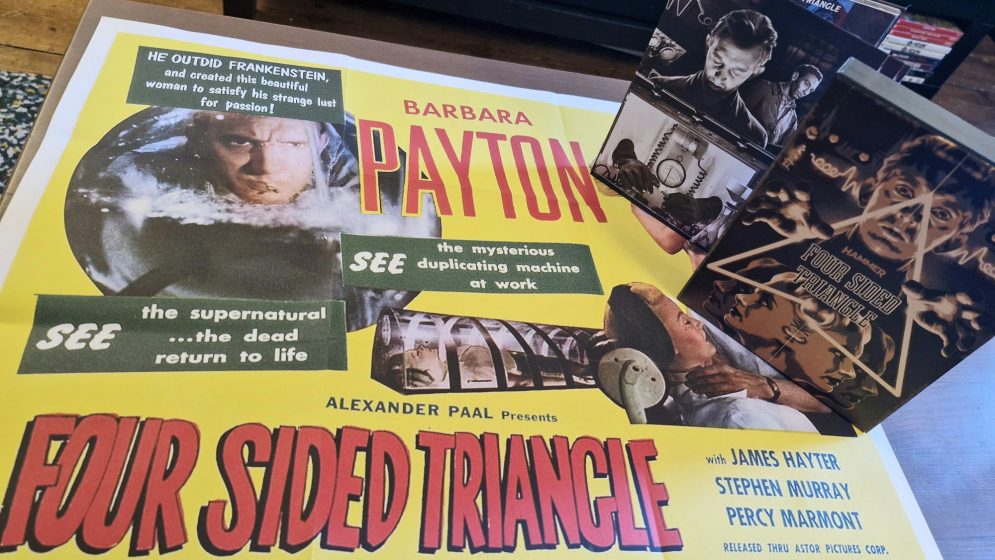 HE OUTDID FRANKENSTEIN,
and created this beautiful
woman to satisfy his strange lust
for passion!
BARBARA
PAYTON
SEE
the mysterious
duplicating machine
at work
SEE
the supernatural
...the dead
return to life
ALEXANDER PAAL Presents
FOUR SIDED TRIANGLE
with JAMES HAYTER
STEPHEN MURRAY
PERCY MARMONT
RELEASED THRU ASTOR PICTURES CORP.
TRIANGLE
HAMMER
FOUR SIDED
TRIANGLE